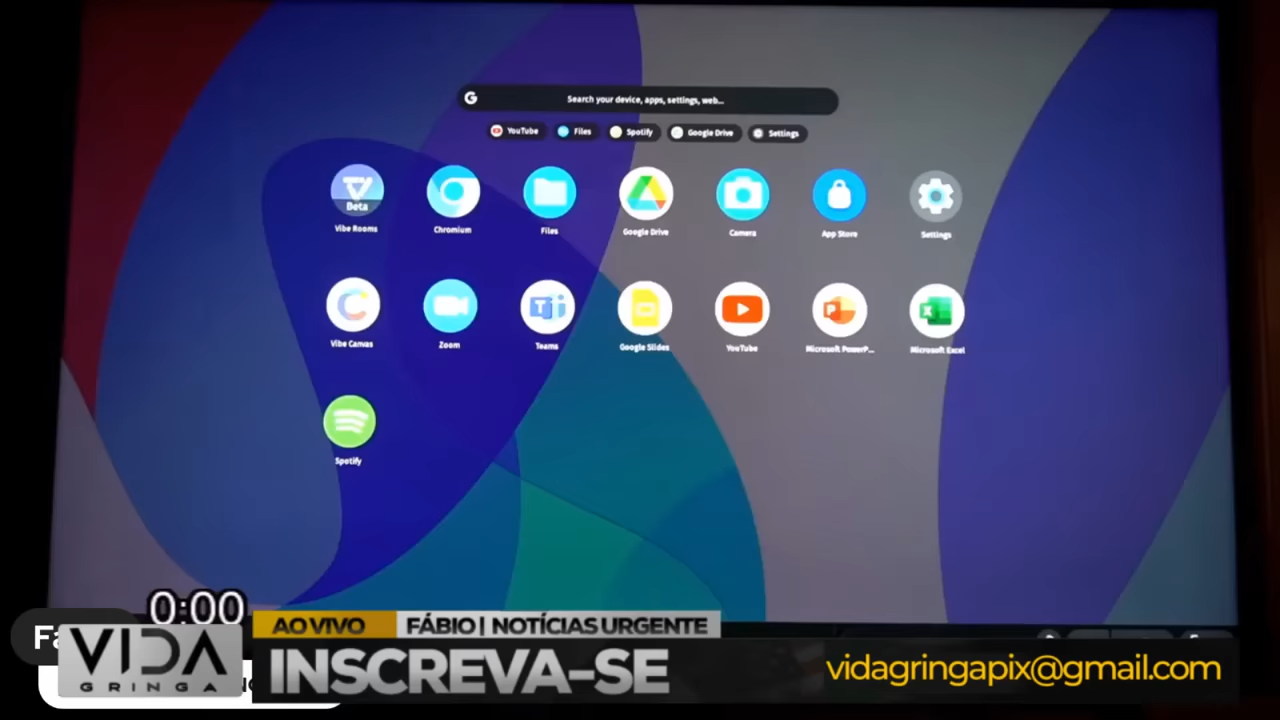 Search your device, apps, settings, web...
YouTube
Files
Spotify
Google Drive
Settings
Beta
Vibe Rooms
Chromium
Files
Google Drive
Camera
App Store
Settings
Vibe Canvas
Zoom
Teams
Google Slides
YouTube
Microsoft PowerP...
Microsoft Excel
Spotify
0:00
AO VIVO
FÁBIO | NOTÍCIAS URGENTE
VIDA
GRINGA
INSCREVA-SE
vidagringapix@gmail.com